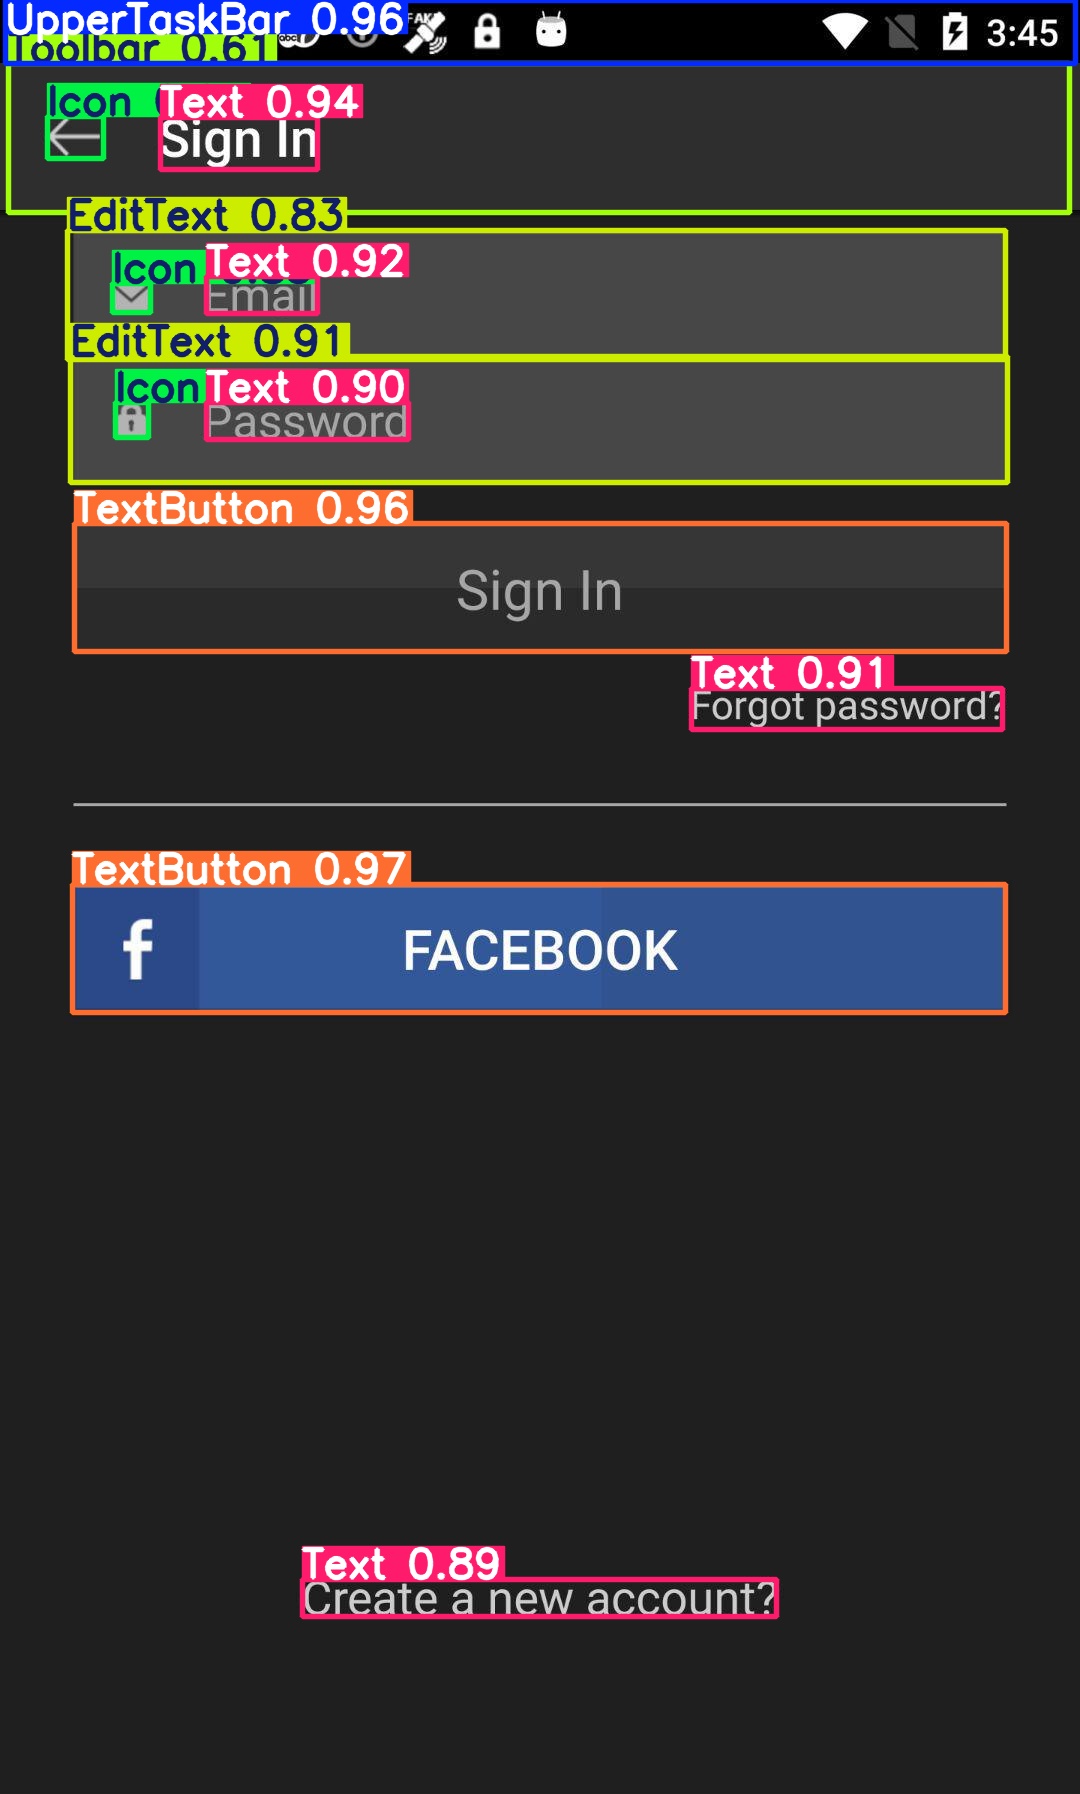 UpperTaskBar 0.96
3:45
Toolbar 0.61
Icon
Text 0.94
Sign In
EditText 0.83
Icon
Text 0.92
Email
EditText 0.91
Icon
Text 0.90
Password
TextButton 0.96
Sign In
Text 0.91
Forgot password?
TextButton 0.97
f
FACEBOOK
Text 0.89
Create a new account?